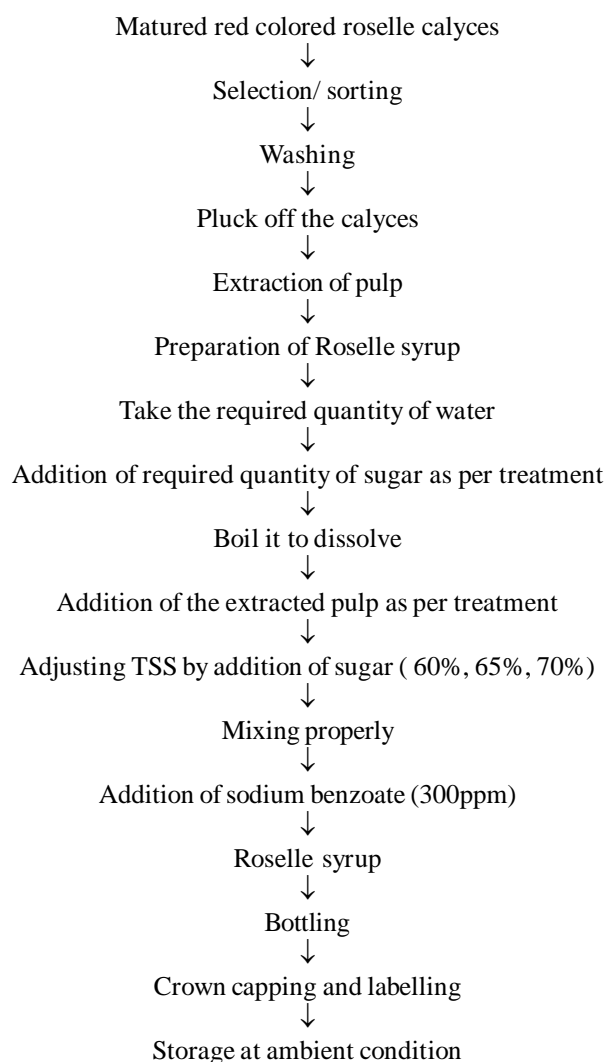 Matured red colored roselle calyces
↓
Selection/ sorting
↓
Washing
↓
Pluck off the calyces
↓
Extraction of pulp
↓
Preparation of Roselle syrup
↓
Take the required quantity of water
↓
Addition of required quantity of sugar as per treatment
↓
Boil it to dissolve
↓
Addition of the extracted pulp as per treatment
↓
Adjusting TSS by addition of sugar ( 60%, 65%, 70%)
↓
Mixing properly
↓
Addition of sodium benzoate (300ppm)
↓
Roselle syrup
↓
Bottling
↓
Crown capping and labelling
↓
Storage at ambient condition